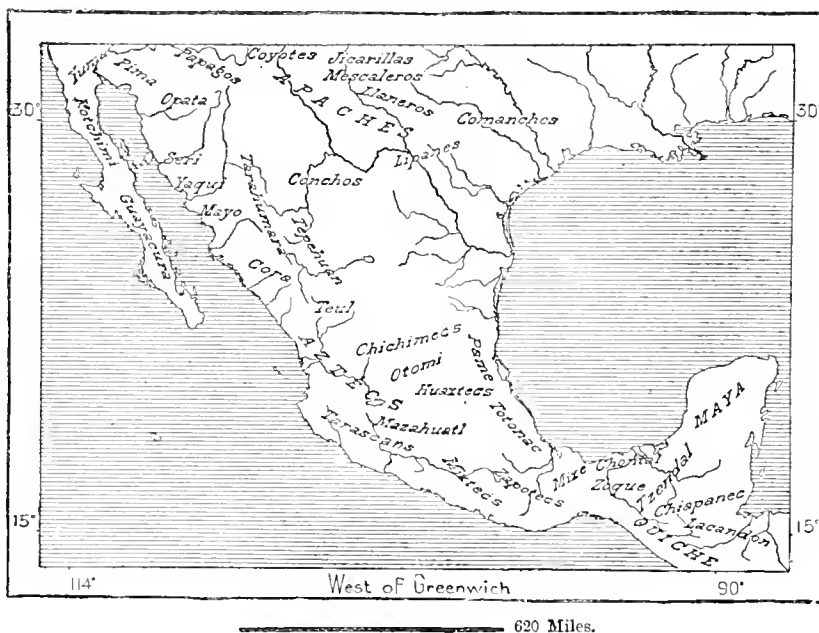 Coyotes
Jicarillas
Yuma
Pima
Papagos
Mescaleros
Llaneros
APACHES
30°
30°
Opata
Comanches
Kotchimi
Seri
Lipanes
Yaqui
Tarahumara
Conchos
Guayacura
Mayo
Tepehuan
Cora
Teul
Chichimecs
AZTECS
Otomi
Pame
Huaxtecs
Totonac
MAYA
Tarascans
Mazahuatl
Mixtecs
Zapotecs
Mixe
Chontal
Zoque
Tzendal
Chiapanec
Lacandon
15°
QUICHE
15°
114°
West of Greenwich
90°
620 Miles.